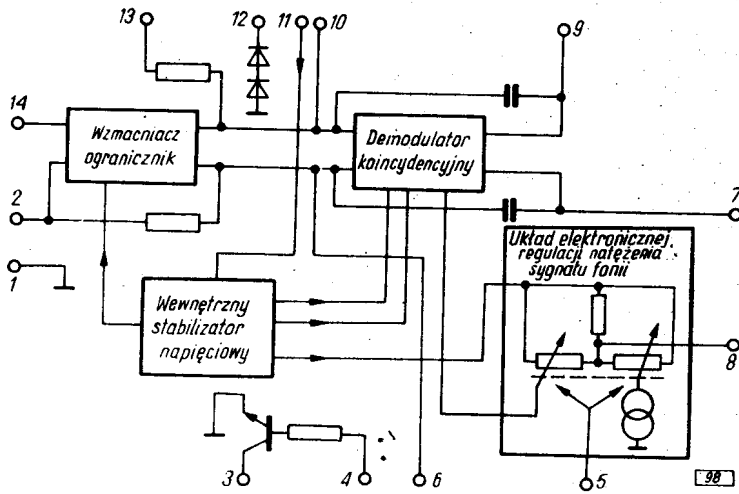 13
12
11
10
9
14
Wzmacniacz
ogranicznik
Demodulator
koincydencyjny
2
7
1
Układ elektronicznej
regulacji natężenia
sygnału fonii
Wewnętrzny
stabilizator
napięciowy
8
3
4
6
5
98